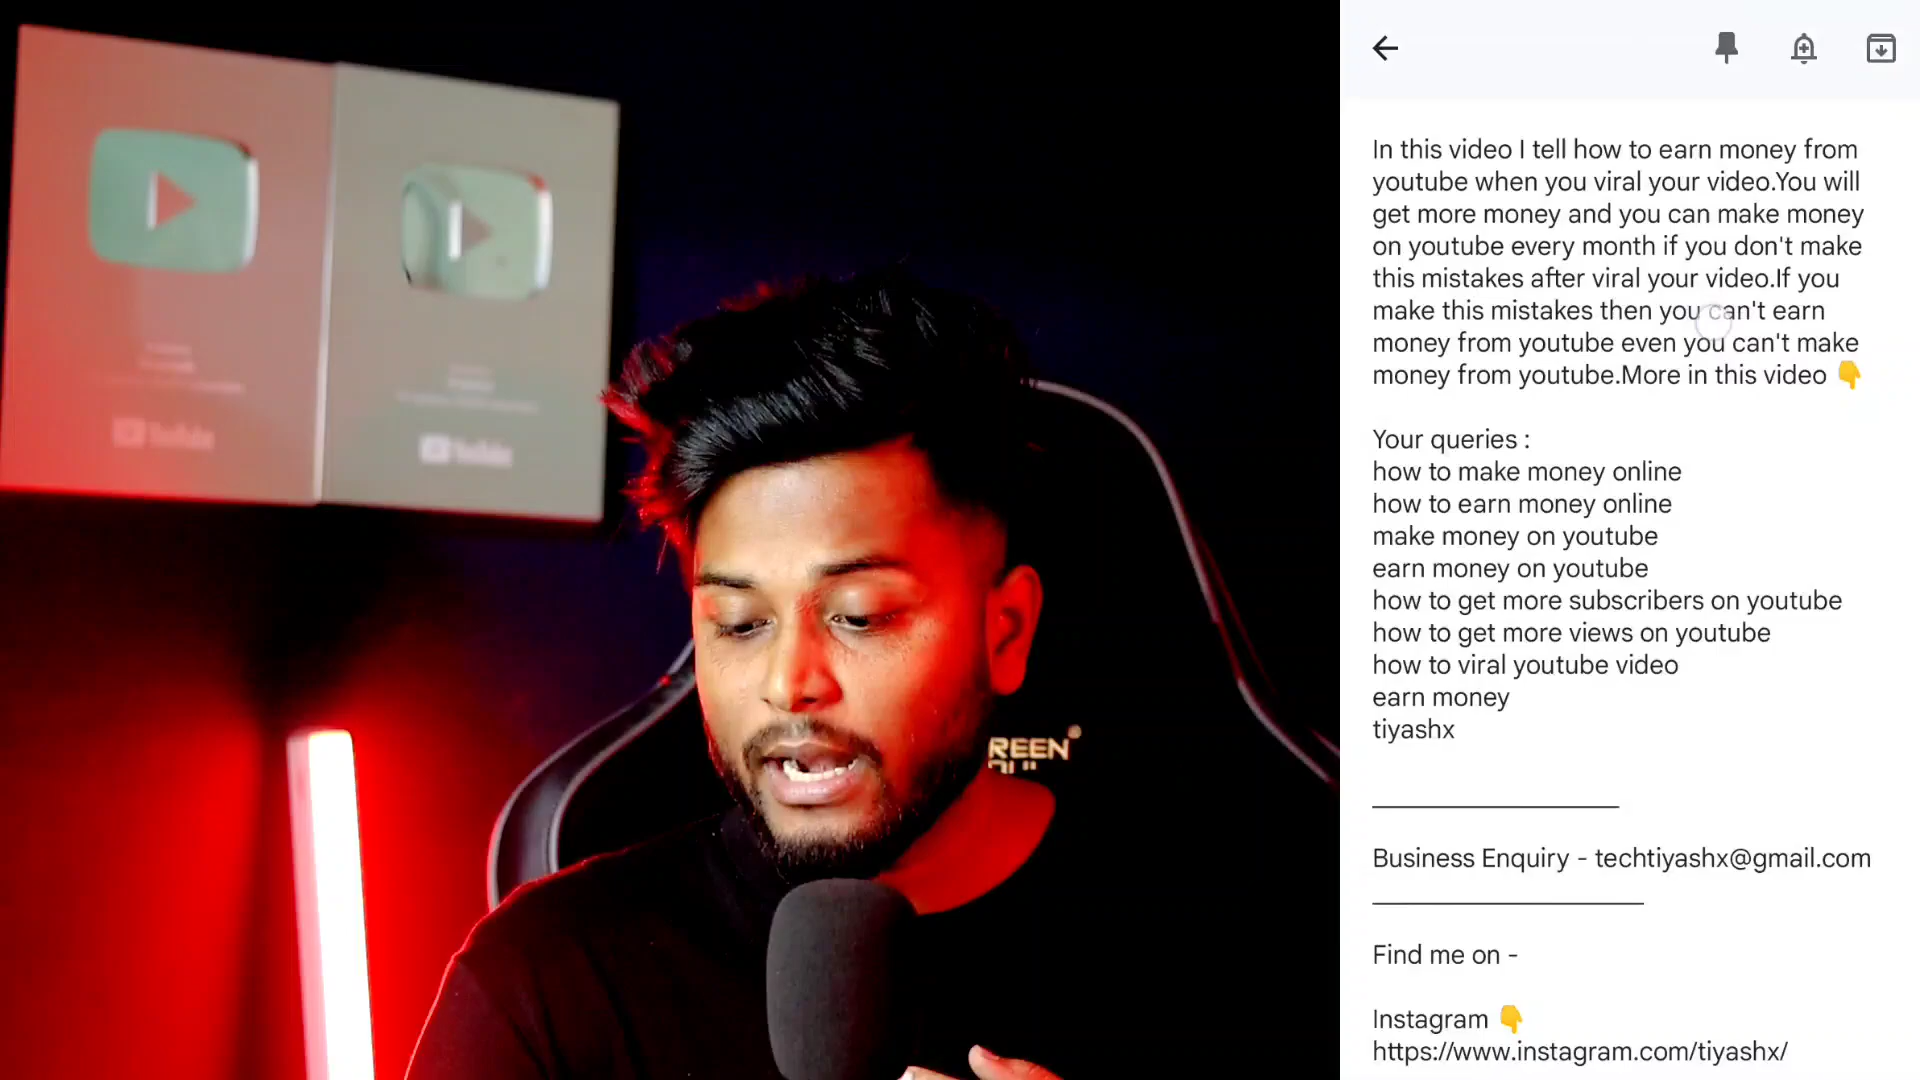 In this video I tell how to earn money from
youtube when you viral your video.You will
get more money and you can make money
on youtube every month if you don't make
this mistakes after viral your video.If you
make this mistakes then you can't earn
money from youtube even you can't make
money from youtube.More in this video 👇
Your queries :
how to make money online
how to earn money online
make money on youtube
earn money on youtube
how to get more subscribers on youtube
how to get more views on youtube
how to viral youtube video
earn money
tiyashx
Business Enquiry - techtiyashx@gmail.com
Find me on -
Instagram 👇
https://www.instagram.com/tiyashx/
YouTube
YouTube
REEN